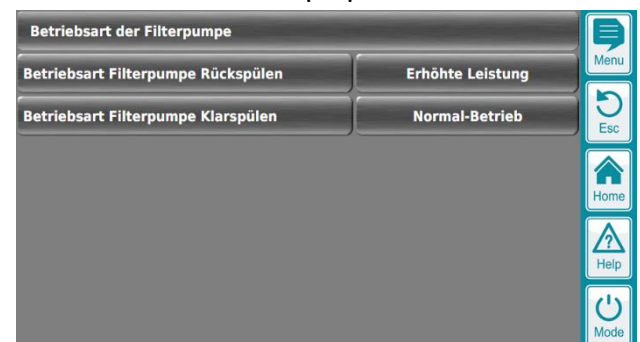 Betriebsart der Filterpumpe
Betriebsart Filterpumpe Rückspülen
Erhöhte Leistung
Betriebsart Filterpumpe Klarspülen
Normal-Betrieb
Menu
Esc
Home
Help
Mode